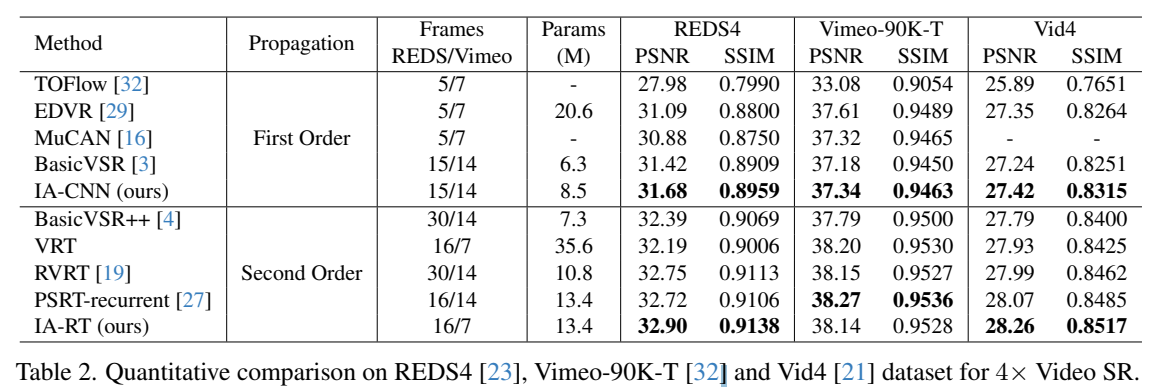 Method Propagation Frames Params REDS4 Vimeo-90K-T Vid4
REDS/Vimeo (M) PSNR SSIM PSNR SSIM PSNR SSIM
TOFlow [32] 5/7 - 27.98 0.7990 33.08 0.9054 25.89 0.7651
EDVR [29] 5/7 20.6 31.09 0.8800 37.61 0.9489 27.35 0.8264
MuCAN [16] First Order 5/7 - 30.88 0.8750 37.32 0.9465 - -
BasicVSR [3] 15/14 6.3 31.42 0.8909 37.18 0.9450 27.24 0.8251
IA-CNN (ours) 15/14 8.5 31.68 0.8959 37.34 0.9463 27.42 0.8315
BasicVSR++ [4] 30/14 7.3 32.39 0.9069 37.79 0.9500 27.79 0.8400
VRT 16/7 35.6 32.19 0.9006 38.20 0.9530 27.93 0.8425
RVRT [19] Second Order 30/14 10.8 32.75 0.9113 38.15 0.9527 27.99 0.8462
PSRT-recurrent [27] 16/14 13.4 32.72 0.9106 38.27 0.9536 28.07 0.8485
IA-RT (ours) 16/7 13.4 32.90 0.9138 38.14 0.9528 28.26 0.8517
Table 2. Quantitative comparison on REDS4 [23], Vimeo-90K-T [32] and Vid4 [21] dataset for 4× Video SR.